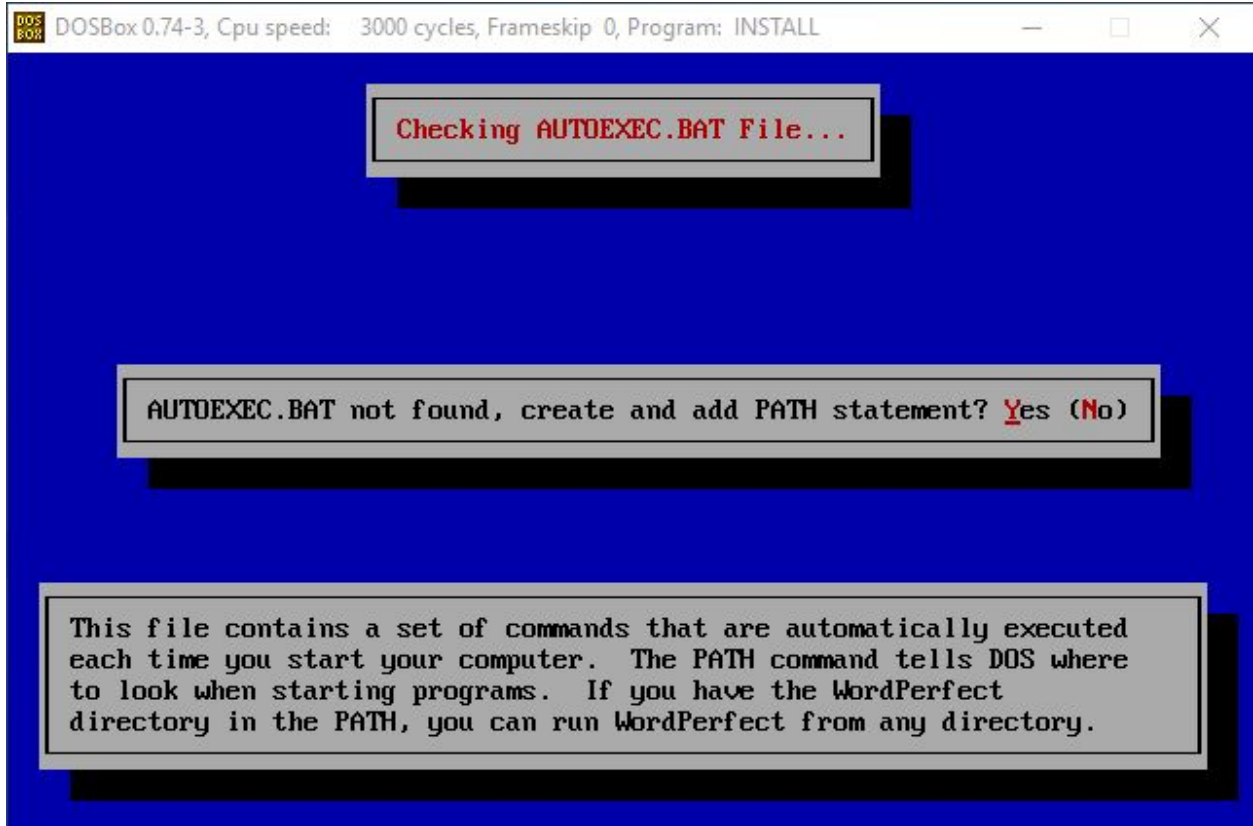 DOS BOX DOSBox 0.74-3, Cpu speed: 3000 cycles, Frameskip 0, Program: INSTALL
Checking AUTOEXEC.BAT File...
AUTOEXEC.BAT not found, create and add PATH statement? Yes (No)
This file contains a set of commands that are automatically executed
each time you start your computer. The PATH command tells DOS where
to look when starting programs. If you have the WordPerfect
directory in the PATH, you can run WordPerfect from any directory.